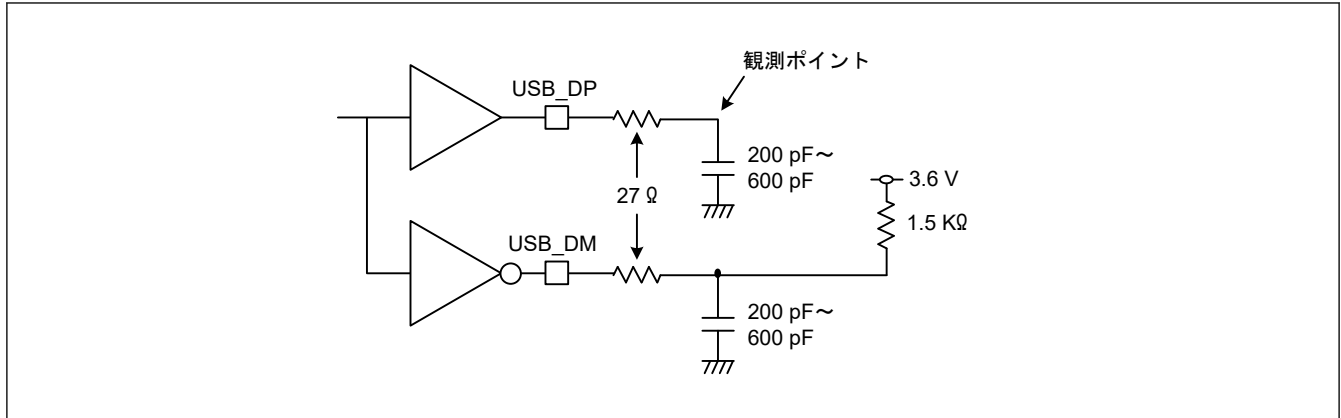 観測ポイント
USB_DP
200 pF～
600 pF
3.6 V
27 Ω
1.5 KΩ
USB_DM
200 pF～
600 pF